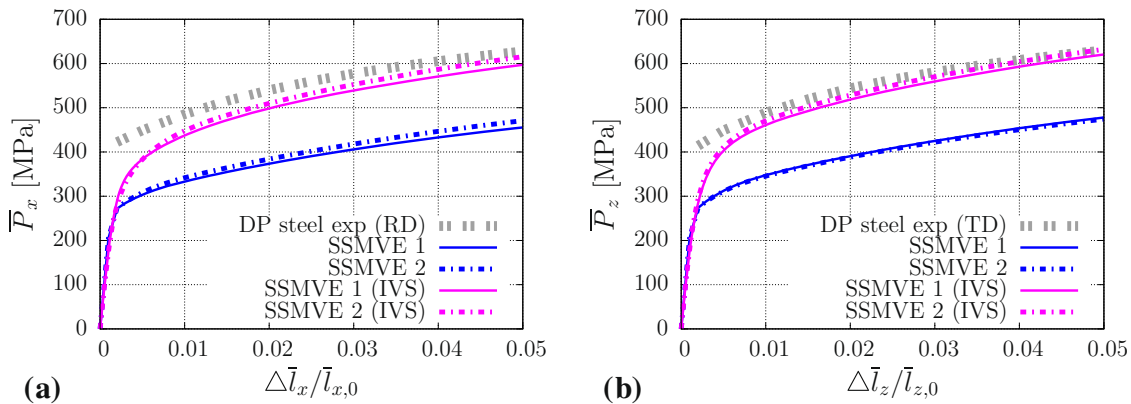 700
600
500
400
300
200
100
0
P̅x [MPa]
DP steel exp (RD)
SSMVE 1
SSMVE 2
SSMVE 1 (IVS)
SSMVE 2 (IVS)
0 0.01 0.02 0.03 0.04 0.05
(a) △l̅x/l̅x,0
700
600
500
400
300
200
100
0
P̅z [MPa]
DP steel exp (TD)
SSMVE 1
SSMVE 2
SSMVE 1 (IVS)
SSMVE 2 (IVS)
0 0.01 0.02 0.03 0.04 0.05
(b) △l̅z/l̅z,0